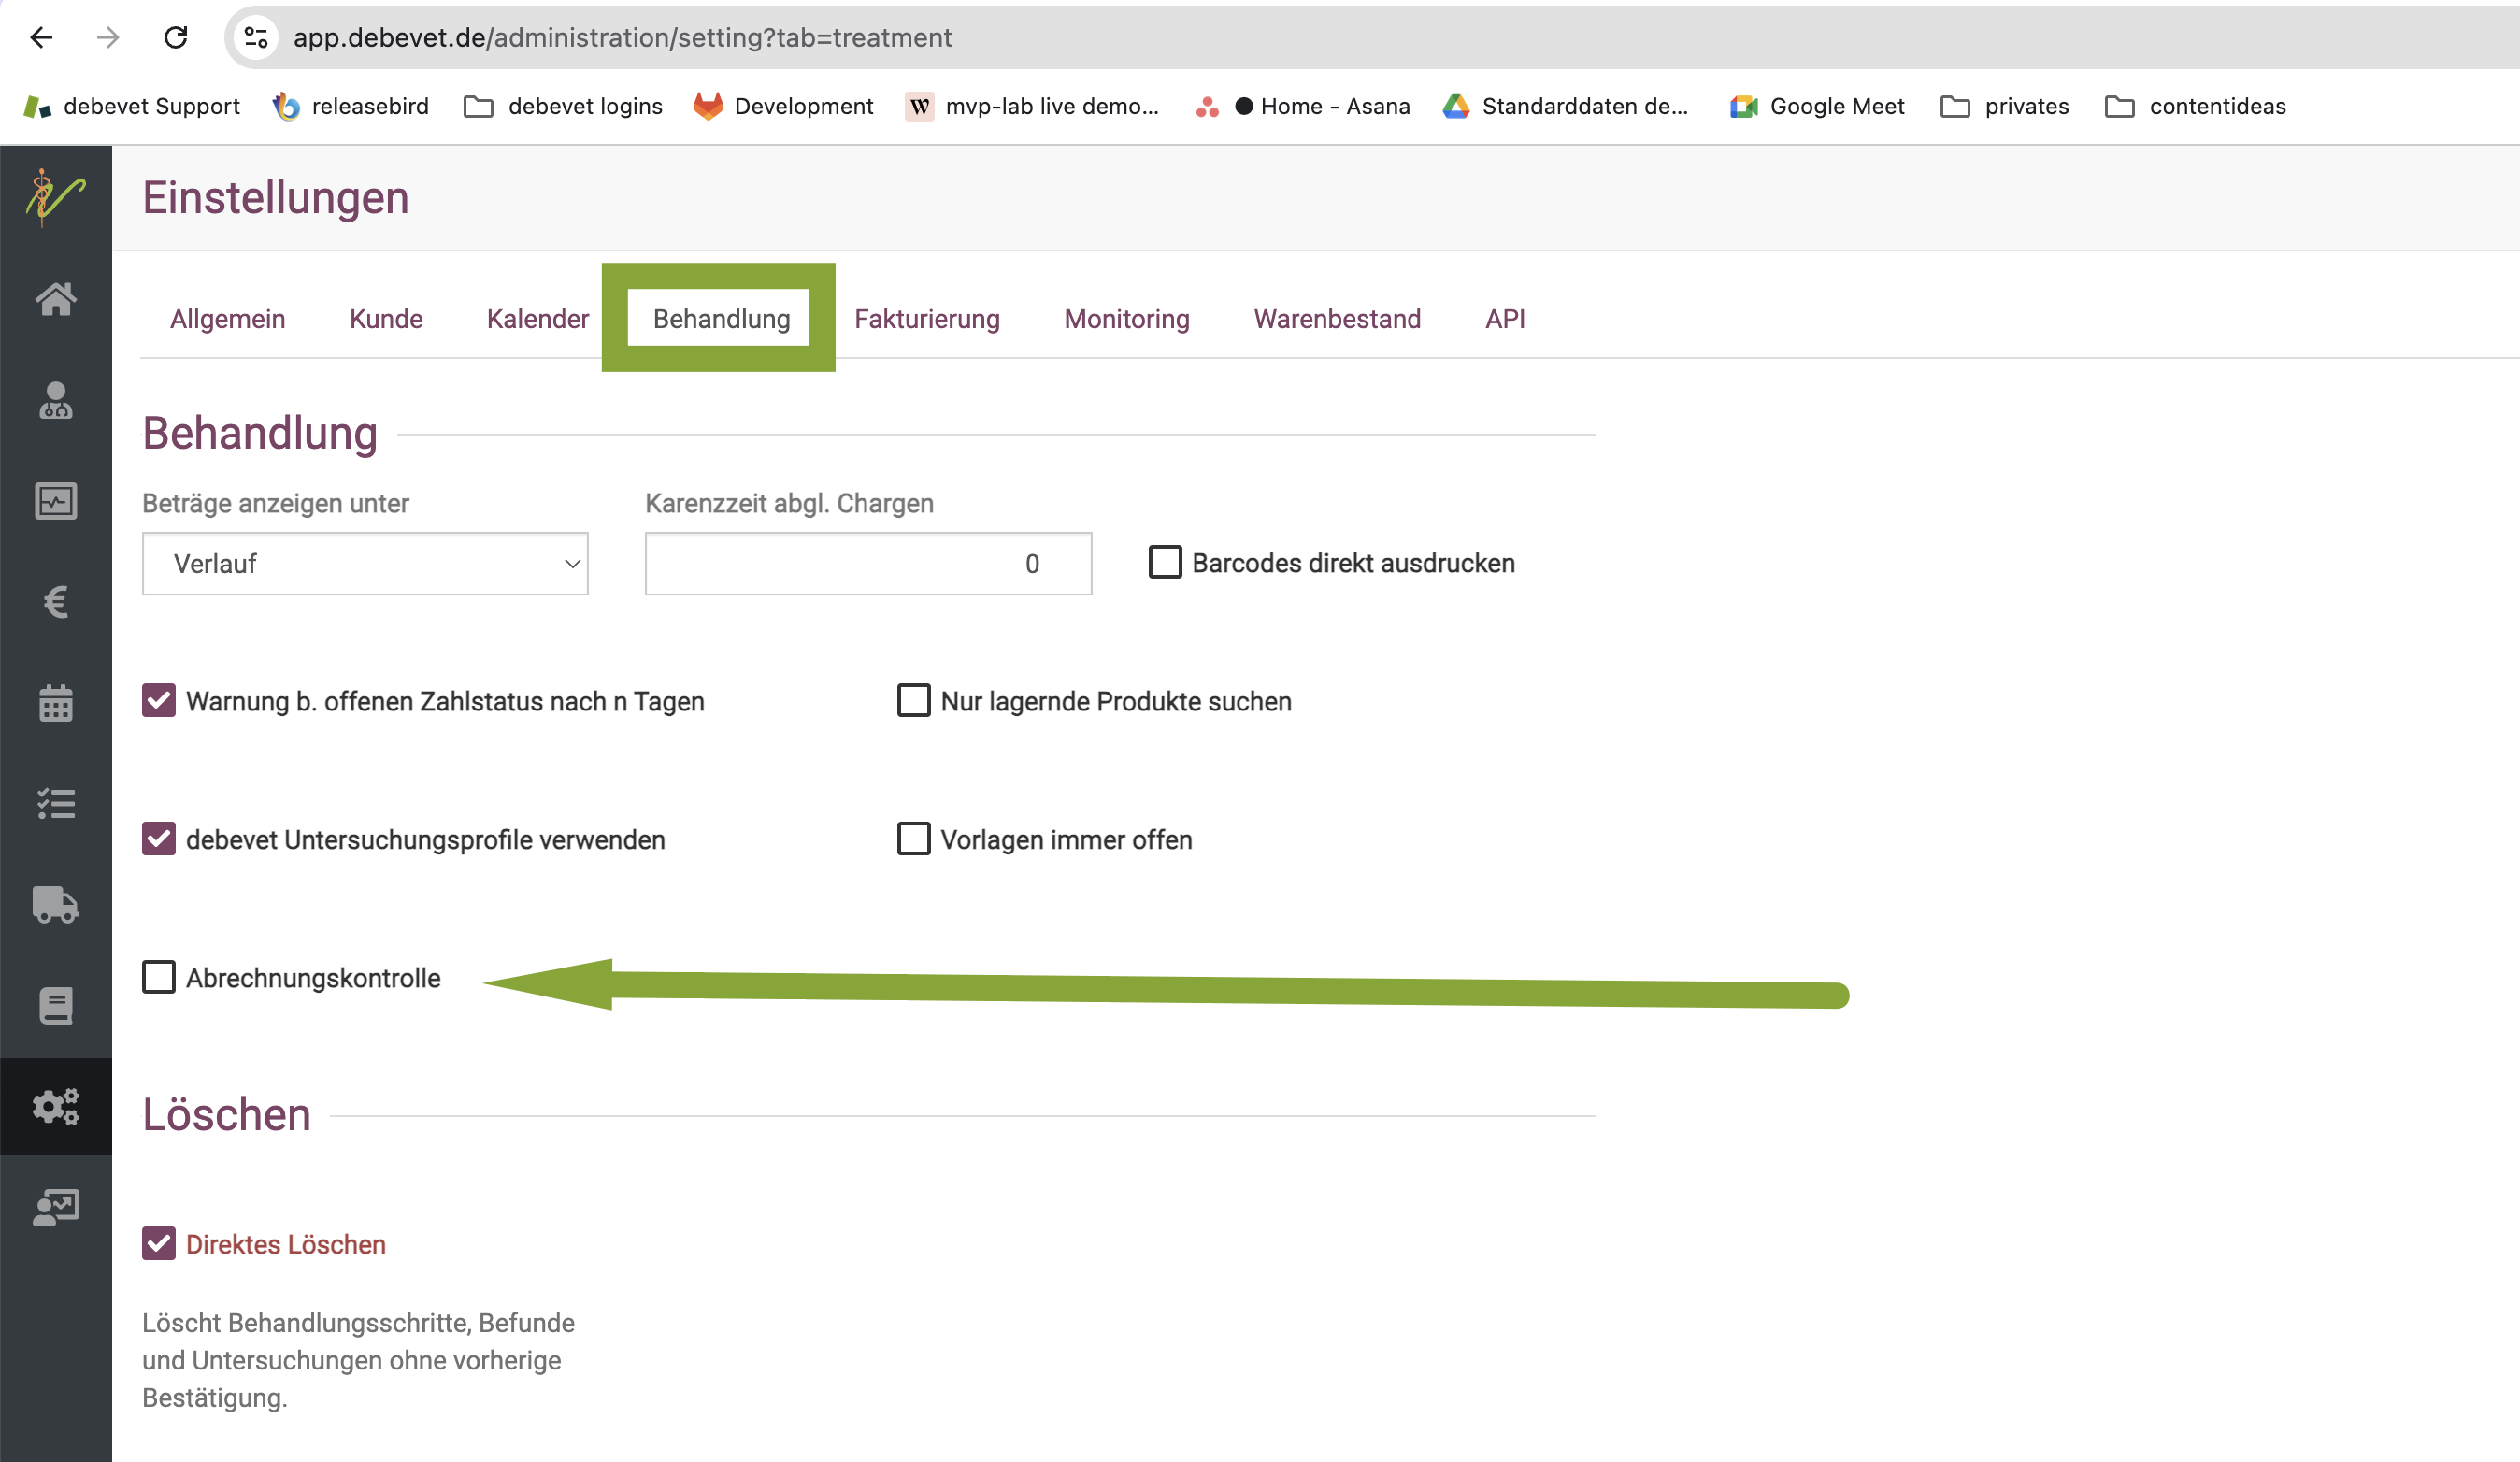 app.debevet.de/administration/setting?tab=treatment
debevet Support releasebird debevet logins Development mvp-lab live demo... Home - Asana Standarddaten de... Google Meet privates contentideas
Einstellungen
Allgemein Kunde Kalender Behandlung Fakturierung Monitoring Warenbestand API
Behandlung
Beträge anzeigen unter Karenzzeit abgl. Chargen
Verlauf 0 Barcodes direkt ausdrucken
Warnung b. offenen Zahlstatus nach n Tagen Nur lagernde Produkte suchen
debevet Untersuchungsprofile verwenden Vorlagen immer offen
Abrechnungskontrolle
Löschen
Direktes Löschen
Löscht Behandlungsschritte, Befunde
und Untersuchungen ohne vorherige
Bestätigung.